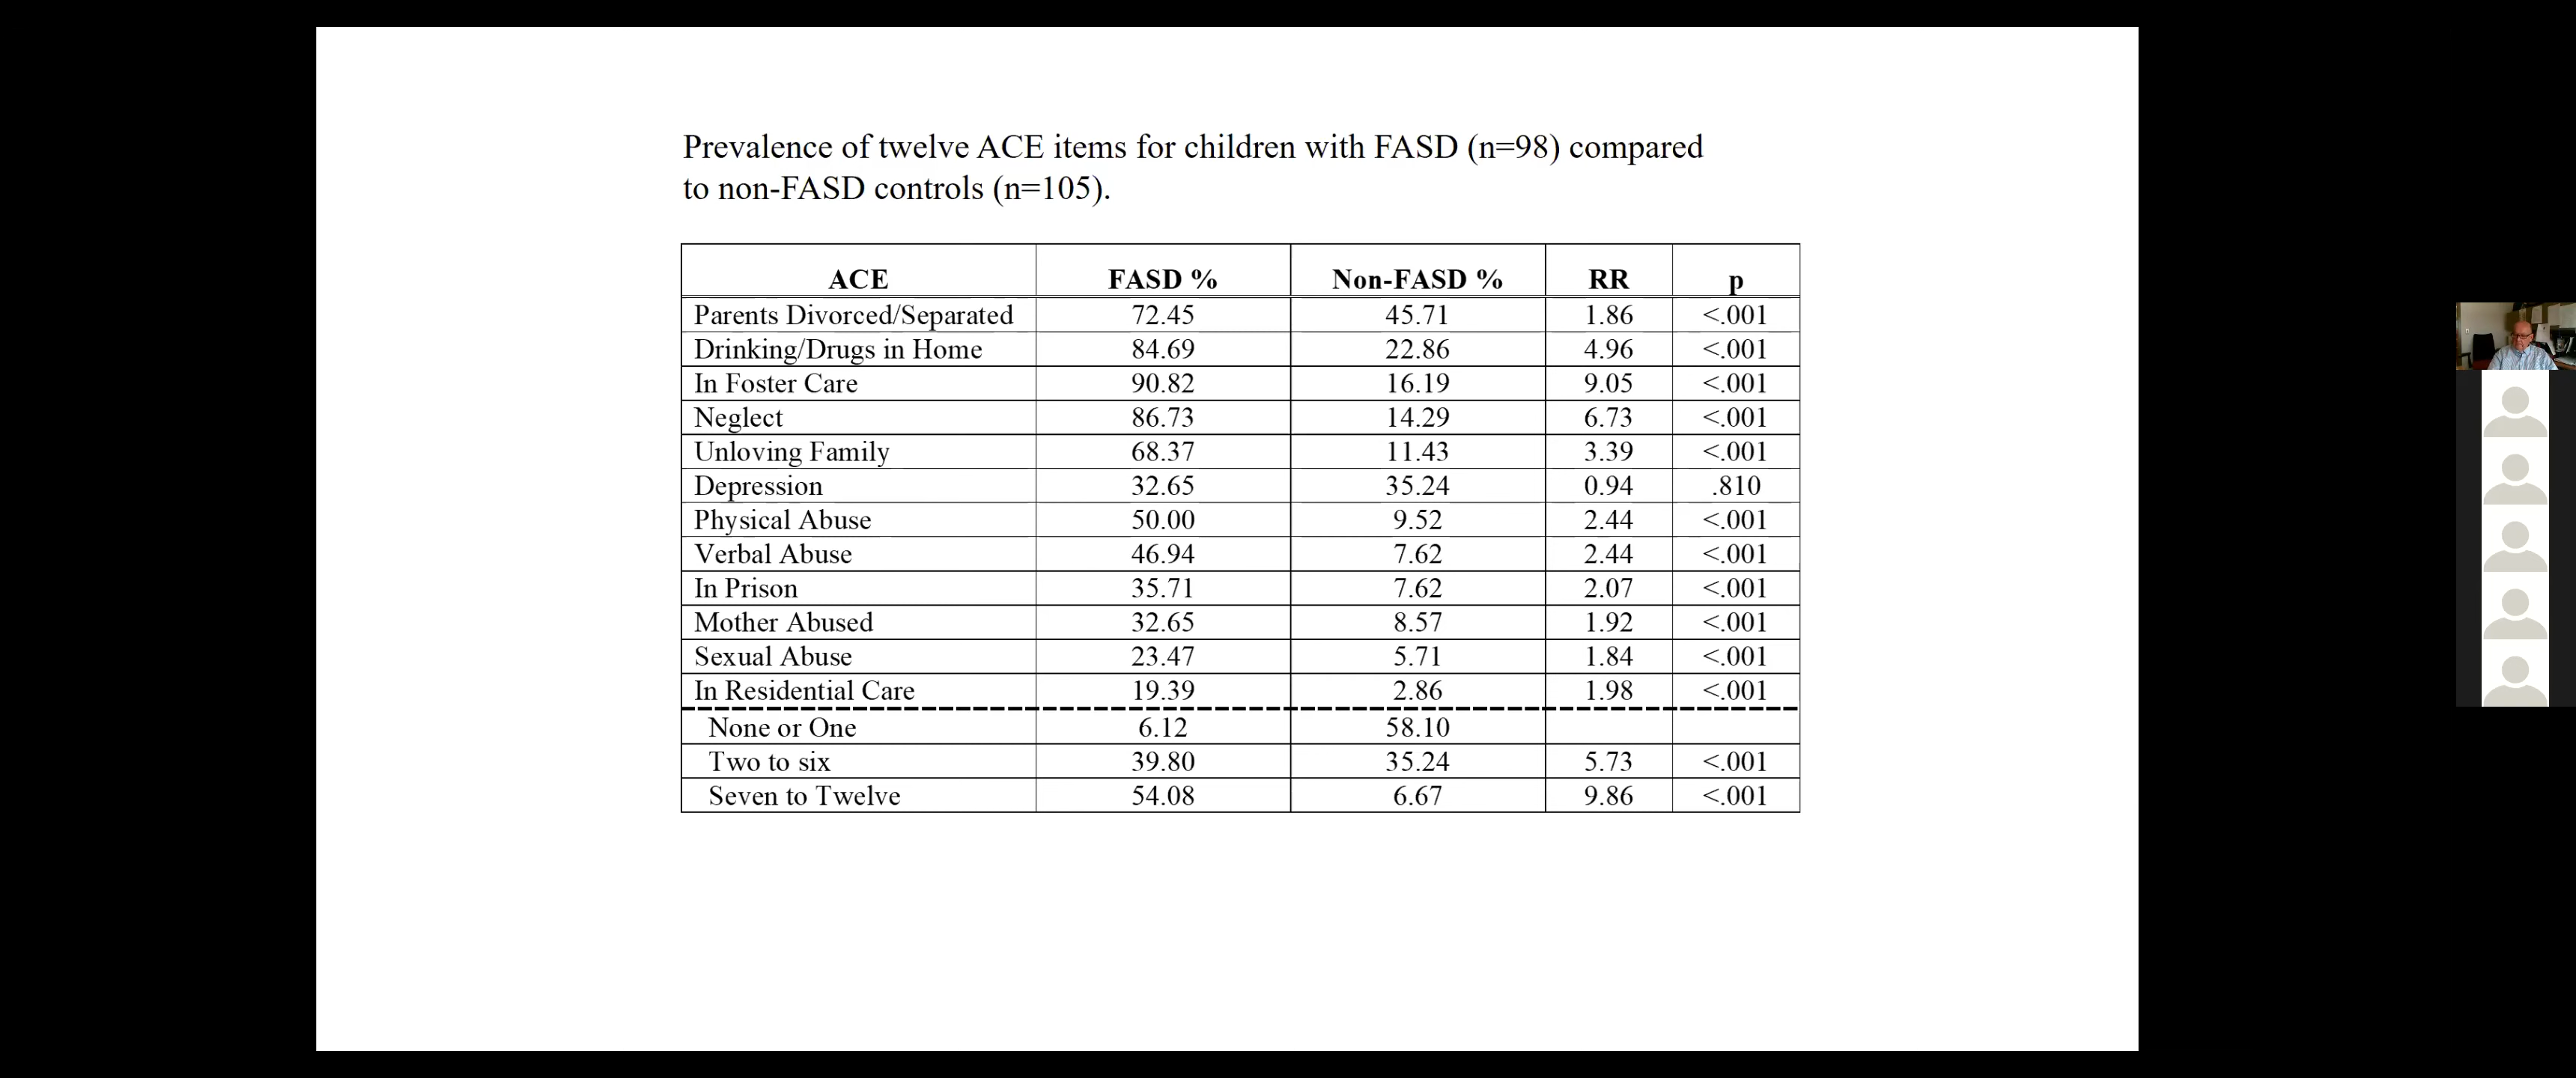 Prevalence of twelve ACE items for children with FASD (n=98) compared
to non-FASD controls (n=105).
ACE FASD % Non-FASD % RR p
Parents Divorced/Separated 72.45 45.71 1.86 <.001
Drinking/Drugs in Home 84.69 22.86 4.96 <.001
In Foster Care 90.82 16.19 9.05 <.001
Neglect 86.73 14.29 6.73 <.001
Unloving Family 68.37 11.43 3.39 <.001
Depression 32.65 35.24 0.94 .810
Physical Abuse 50.00 9.52 2.44 <.001
Verbal Abuse 46.94 7.62 2.44 <.001
In Prison 35.71 7.62 2.07 <.001
Mother Abused 32.65 8.57 1.92 <.001
Sexual Abuse 23.47 5.71 1.84 <.001
In Residential Care 19.39 2.86 1.98 <.001
None or One 6.12 58.10
Two to six 39.80 35.24 5.73 <.001
Seven to Twelve 54.08 6.67 9.86 <.001